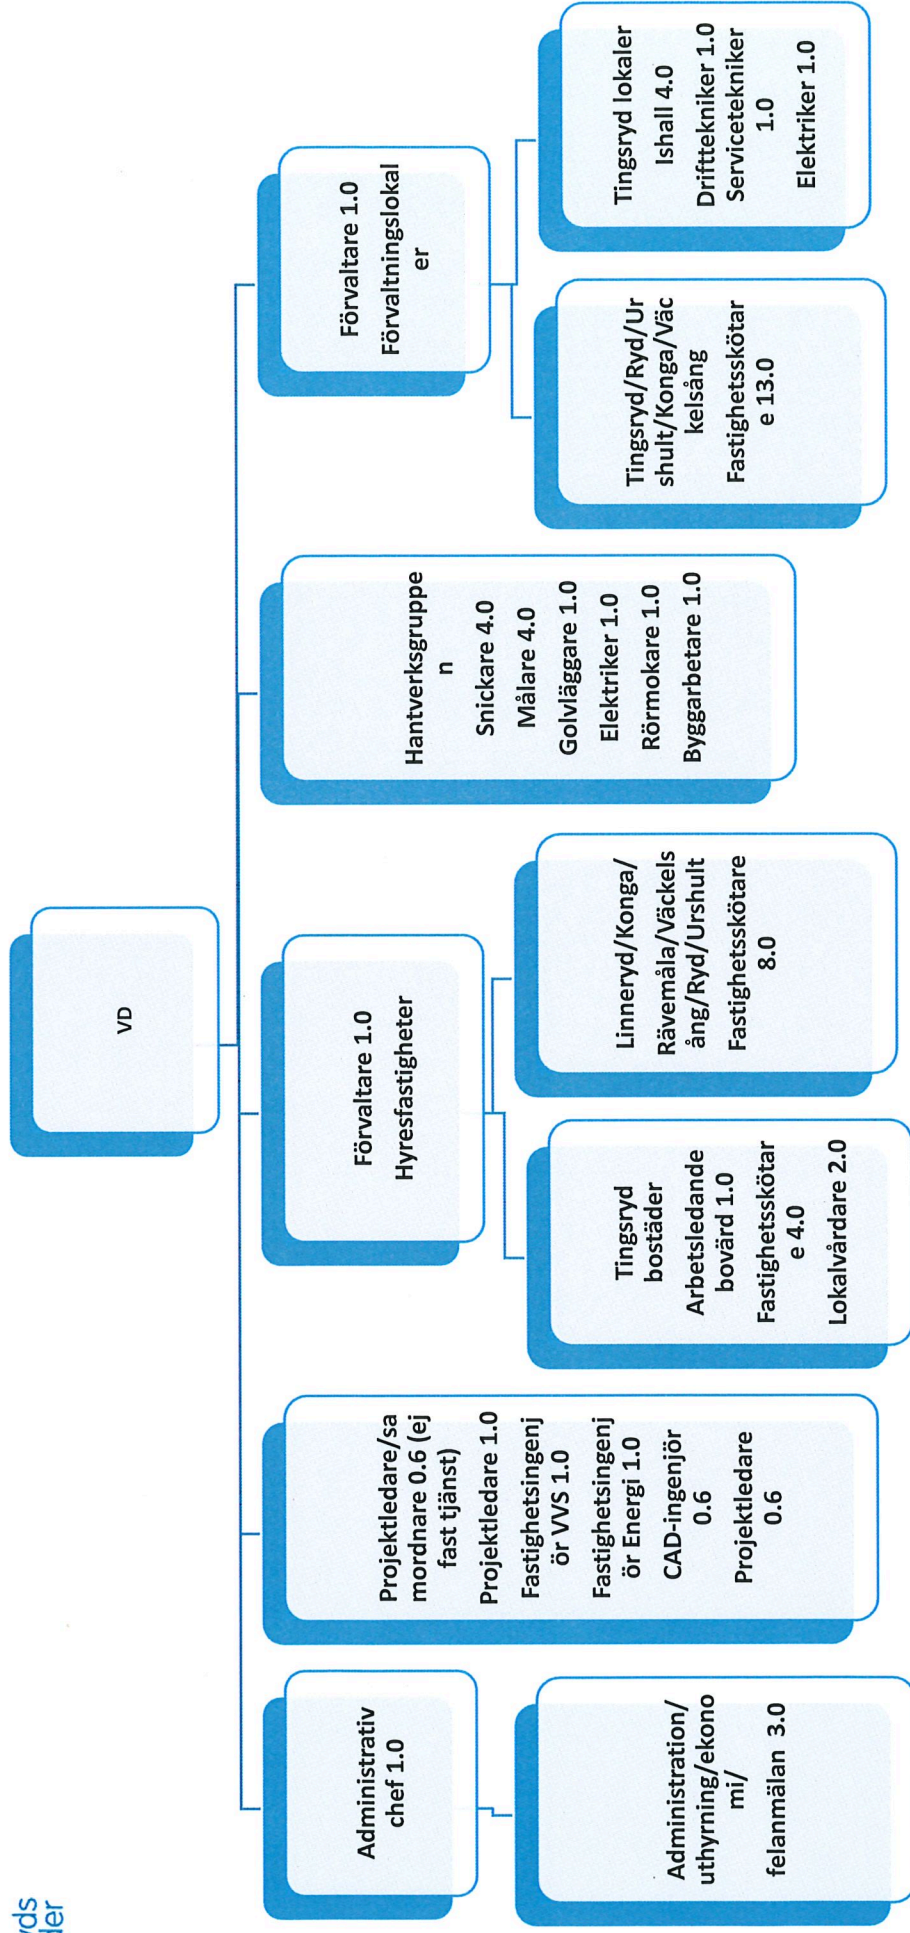 yds
der
VD
Administrativ
chef 1.0
Administration/
uthyrning/ekono
mi/
felanmälan 3.0
Projektledare/sa
mordnare 0.6 (ej
fast tjänst)
Projektledare 1.0
Fastighetsingenj
ör VVS 1.0
Fastighetsingenj
ör Energi 1.0
CAD-ingenjör
0.6
Projektledare
0.6
Förvaltare 1.0
Hyresfastigheter
Tingsryd
bostäder
Arbetsledande
bovärd 1.0
Fastighetsskötar
e 4.0
Lokalvårdare 2.0
Linneryd/Konga/
Rävemåla/Väckels
ång/Ryd/Urshult
Fastighetsskötare
8.0
Hantverksgruppe
n
Snickare 4.0
Målare 4.0
Golvläggare 1.0
Elektriker 1.0
Rörmokare 1.0
Byggarbetare 1.0
Förvaltare 1.0
Förvaltningslokal
er
Tingsryd/Ryd/Ur
shult/Konga/Väc
kelsång
Fastighetsskötar
e 13.0
Tingsryd lokaler
Ishall 4.0
Drifttekniker 1.0
Servicetekniker
1.0
Elektriker 1.0